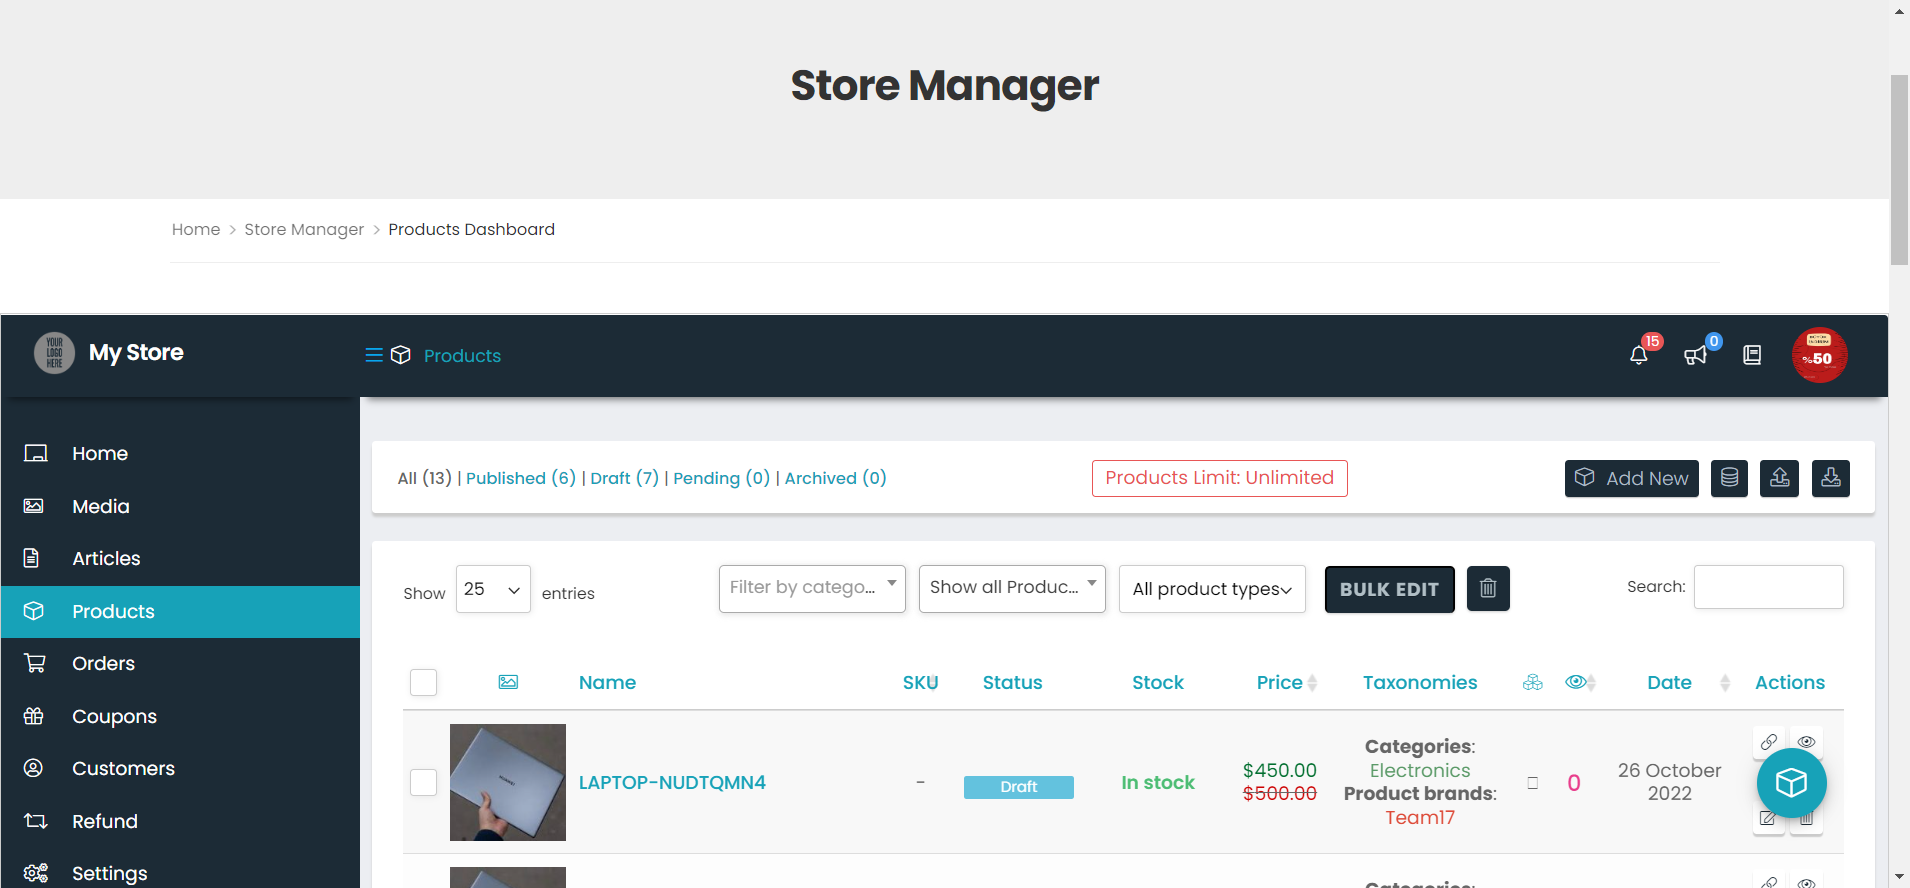 Store Manager
Home > Store Manager > Products Dashboard
YOUR LOGO HERE
My Store
Products
15
0
%50
Home
Media
Articles
Products
Orders
Coupons
Customers
Refund
Settings
All (13) | Published (6) | Draft (7) | Pending (0) | Archived (0)
Products Limit: Unlimited
Add New
Show 25 entries
Filter by catego...
Show all Produc...
All product types
BULK EDIT
Search:
Name SKU Status Stock Price Taxonomies Date Actions
LAPTOP-NUDTQMN4
-
Draft
In stock
$450.00
$500.00
Categories:
Electronics
Product brands:
Team17
0
26 October
2022
Categories: